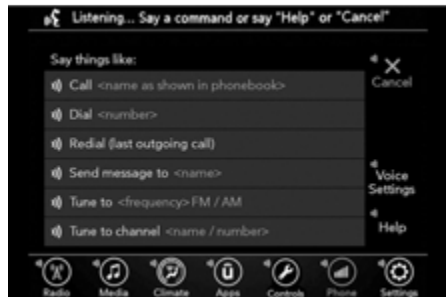 Listening... Say a command or say "Help" or "Cancel"
Say things like:
Call <name as shown in phonebook>
Cancel
Dial <number>
Redial (last outgoing call)
Send message to <name>
Voice
Settings
Tune to <frequency> FM / AM
Help
Tune to channel <name / number>
Radio Media Climate Apps Controls Phone Settings